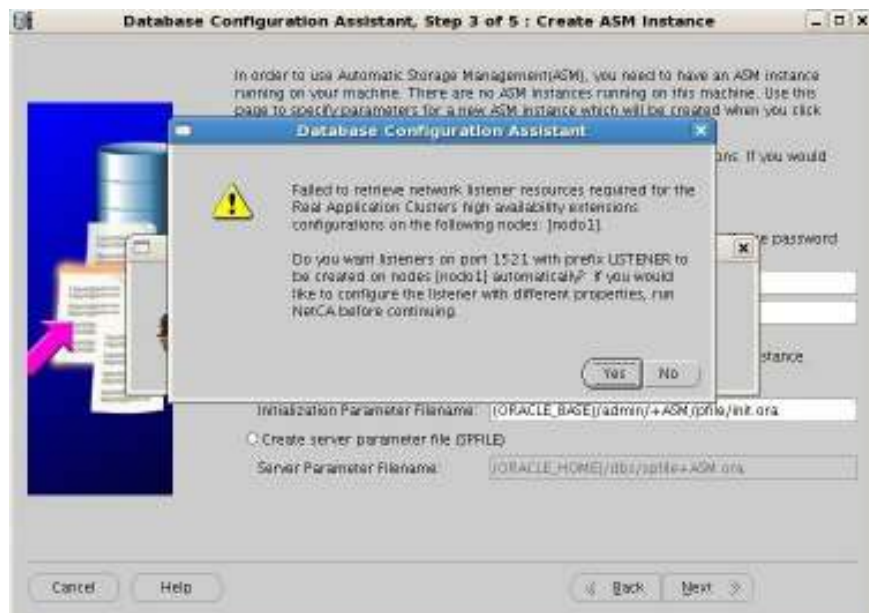 Database Configuration Assistant, Step 3 of 5 : Create ASM Instance
In order to use Automatic Storage Management(ASM), you need to have an ASM instance
running on your machine. There are no ASM instances running on this machine. Use this
page to specify parameters for a new ASM instance which will be created when you click
Database Configuration Assistant
ons. If you would
Failed to retrieve network listener resources required for the
Real Application Clusters high availability extensions
configurations on the following nodes: [nodo1].
e password
Do you want listeners on port 1521 with prefix LISTENER to
be created on nodes [nodo1] automatically? If you would
like to configure the listener with different properties, run
NetCA before continuing.
stance
Yes No
Initialization Parameter Filename: {ORACLE_BASE}/admin/+ASM/pfile/init.ora
Create server parameter file (SPFILE)
Server Parameter Filename: {ORACLE_HOME}/dbs/spfile+ASM.ora
Cancel Help Back Next